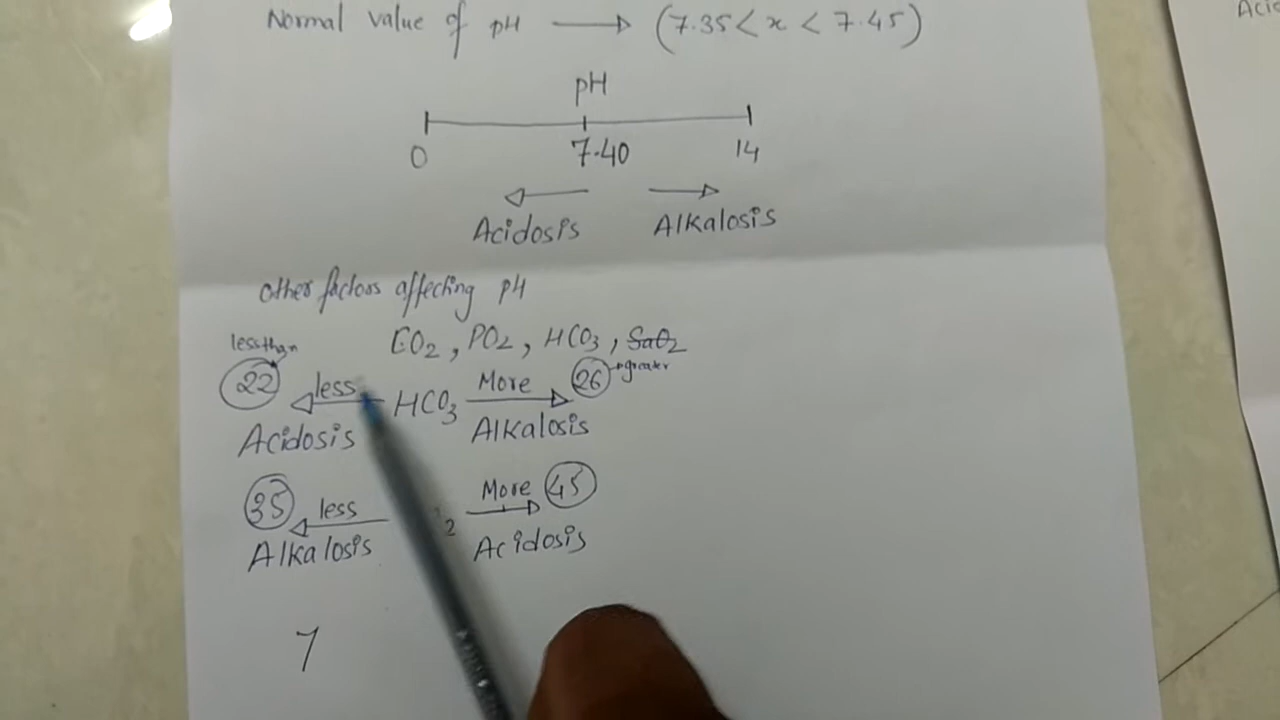 Normal value of pH → (7.35 < x < 7.45)
pH
0 7.40 14
Acidosis Alkalosis
Other factors affecting pH
less than CO2, PO2, HCO3, SaO2
22 less HCO3 More 26 greater
Acidosis Alkalosis
35 less 2 More 45
Alkalosis Acidosis
7